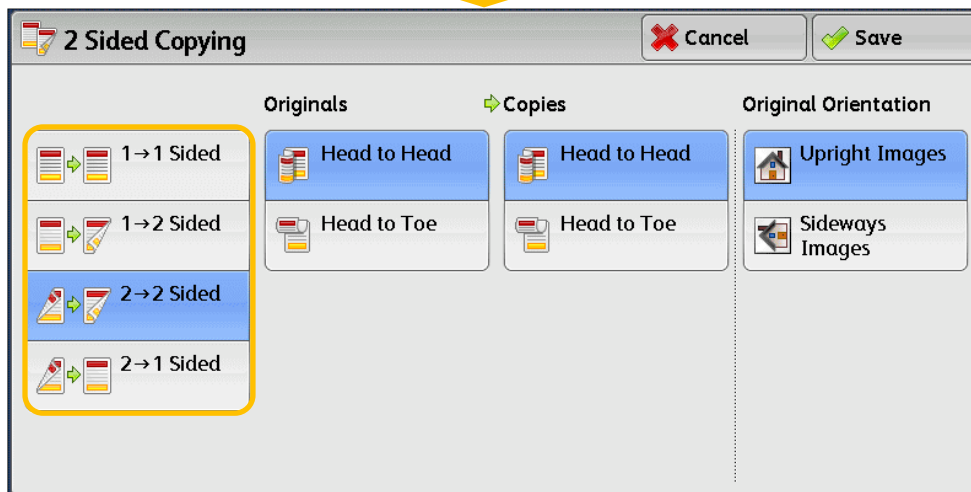 2 Sided Copying
Cancel
Save
Originals
Copies
Original Orientation
1→1 Sided
Head to Head
Head to Head
Upright Images
1→2 Sided
Head to Toe
Head to Toe
Sideways
Images
2→2 Sided
2→1 Sided